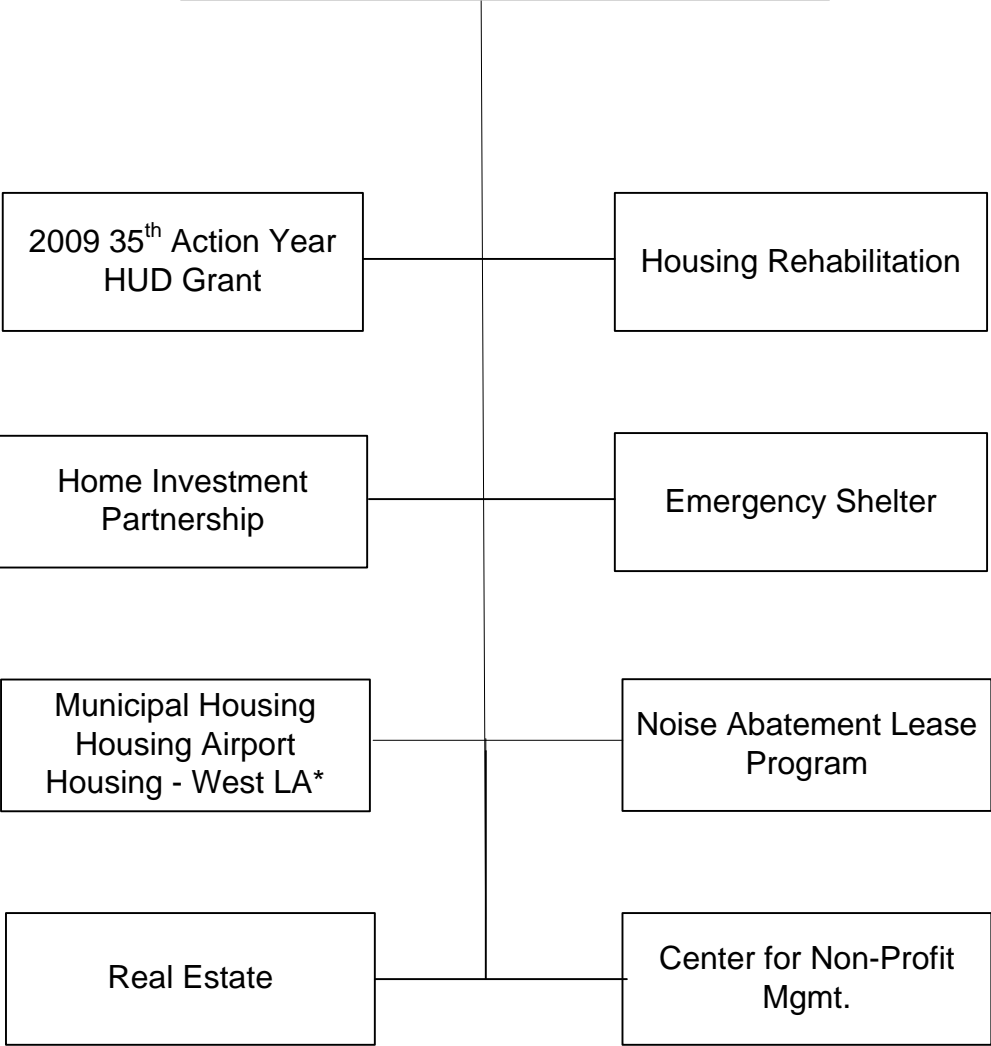 2009 35th Action Year
HUD Grant
Housing Rehabilitation
Home Investment
Partnership
Emergency Shelter
Municipal Housing
Housing Airport
Housing - West LA*
Noise Abatement Lease
Program
Real Estate
Center for Non-Profit
Mgmt.